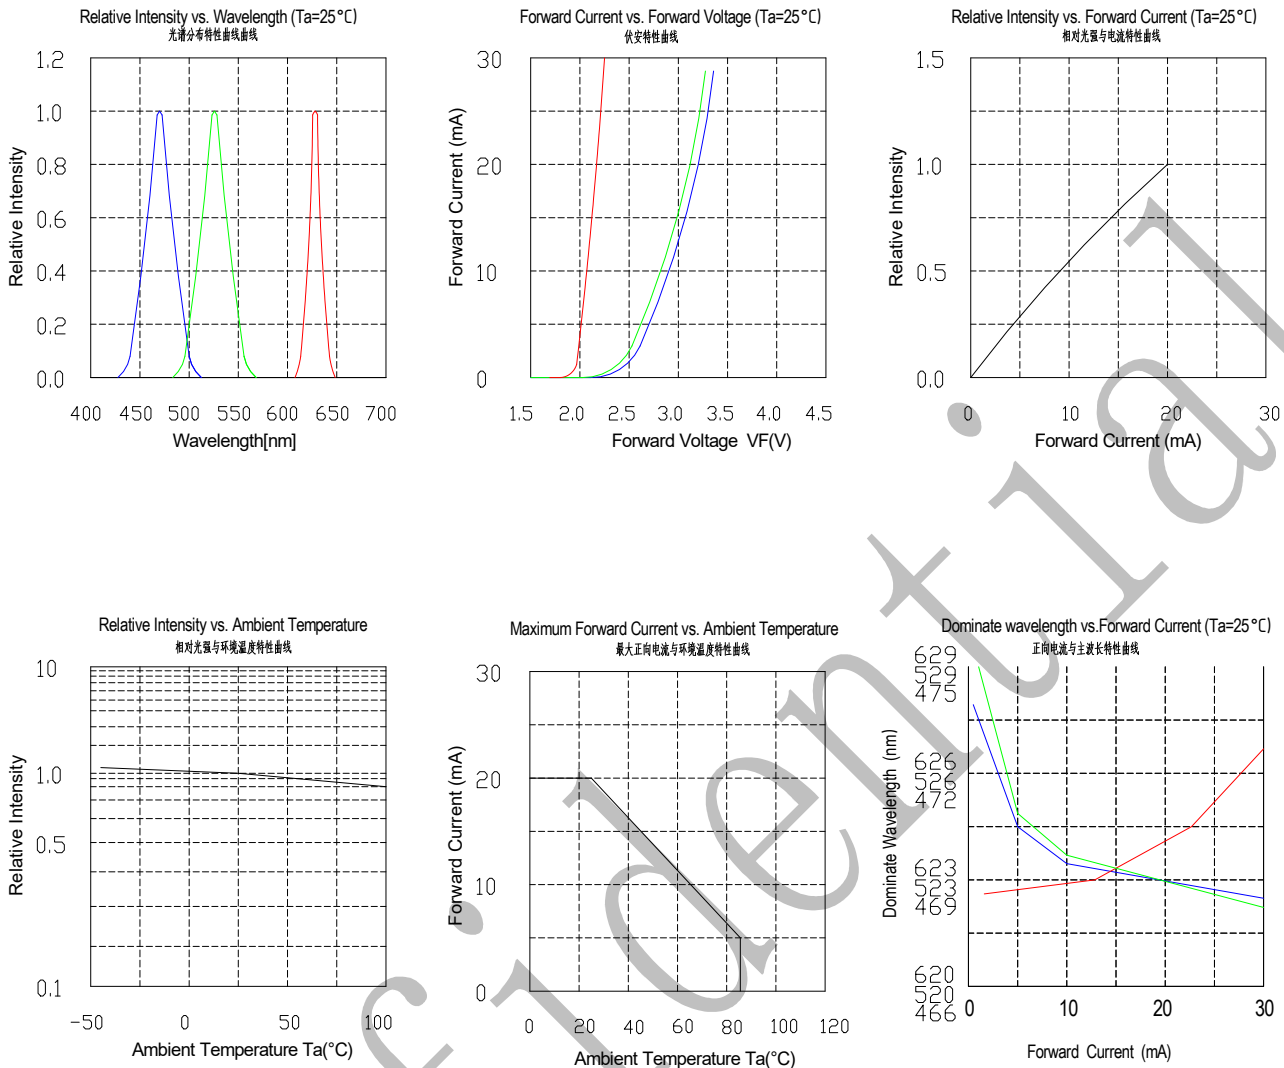 Relative Intensity vs. Wavelength (Ta=25°C)
光谱分布特性曲线曲线
1.2
1.0
0.8
0.6
0.4
0.2
0.0
Relative Intensity
400 450 500 550 600 650 700
Wavelength[nm]
Forward Current vs. Forward Voltage (Ta=25°C)
伏安特性曲线
30
20
10
0
Forward Current (mA)
1.5 2.0 2.5 3.0 3.5 4.0 4.5
Forward Voltage VF(V)
Relative Intensity vs. Forward Current (Ta=25°C)
相对光强与电流特性曲线
1.5
1.0
0.5
0.0
Relative Intensity
0 10 20 30
Forward Current (mA)
Relative Intensity vs. Ambient Temperature
相对光强与环境温度特性曲线
10
1.0
0.5
0.1
Relative Intensity
-50 0 50 100
Ambient Temperature Ta(°C)
Maximum Forward Current vs. Ambient Temperature
最大正向电流与环境温度特性曲线
30
20
10
0
Forward Current (mA)
0 20 40 60 80 100 120
Ambient Temperature Ta(°C)
Dominate wavelength vs.Forward Current (Ta=25°C)
正向电流与主波长特性曲线
629
529
475
626
526
472
623
523
469
620
520
466
Dominate Wavelength (nm)
0 10 20 30
Forward Current (mA)
fidential